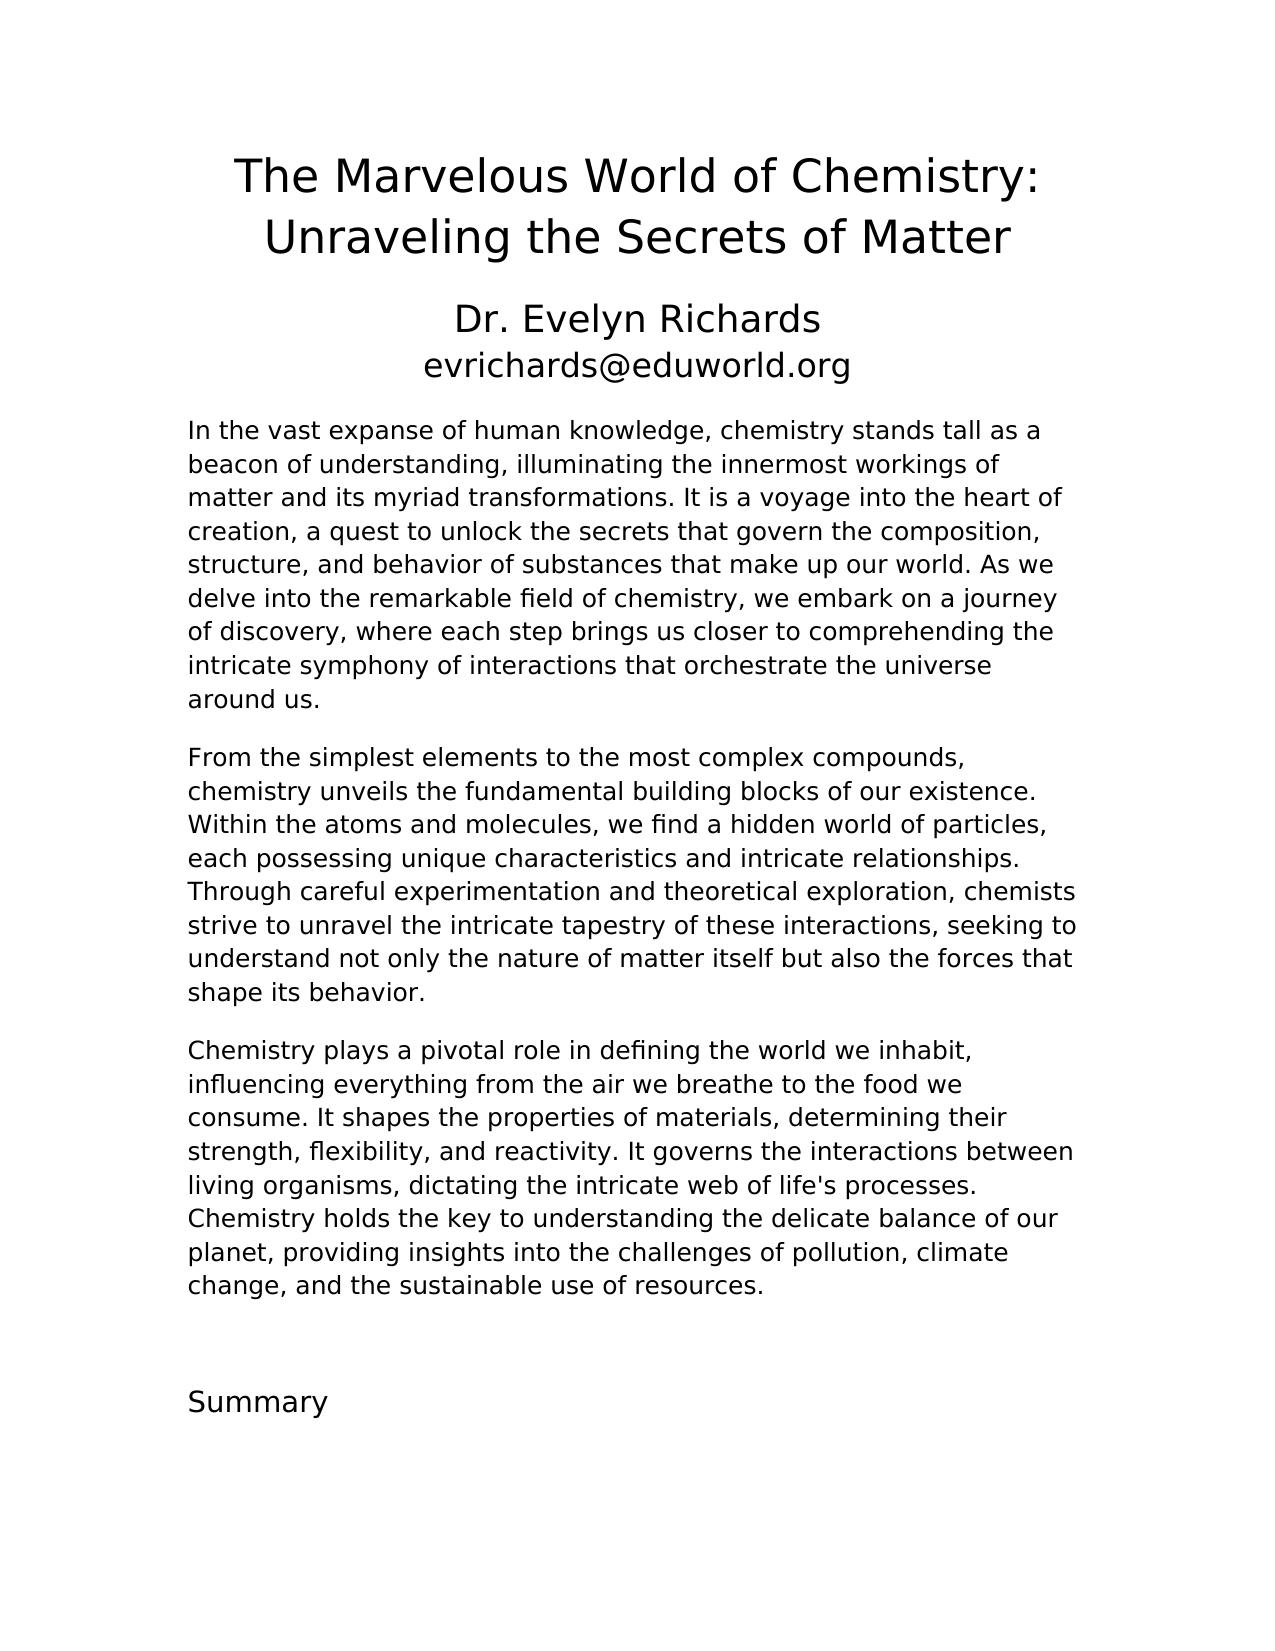 The Marvelous World of Chemistry:
Unraveling the Secrets of Matter
Dr. Evelyn Richards
evrichards@eduworld.org
In the vast expanse of human knowledge, chemistry stands tall as a
beacon of understanding, illuminating the innermost workings of
matter and its myriad transformations. It is a voyage into the heart of
creation, a quest to unlock the secrets that govern the composition,
structure, and behavior of substances that make up our world. As we
delve into the remarkable field of chemistry, we embark on a journey
of discovery, where each step brings us closer to comprehending the
intricate symphony of interactions that orchestrate the universe
around us.
From the simplest elements to the most complex compounds,
chemistry unveils the fundamental building blocks of our existence.
Within the atoms and molecules, we find a hidden world of particles,
each possessing unique characteristics and intricate relationships.
Through careful experimentation and theoretical exploration, chemists
strive to unravel the intricate tapestry of these interactions, seeking to
understand not only the nature of matter itself but also the forces that
shape its behavior.
Chemistry plays a pivotal role in defining the world we inhabit,
influencing everything from the air we breathe to the food we
consume. It shapes the properties of materials, determining their
strength, flexibility, and reactivity. It governs the interactions between
living organisms, dictating the intricate web of life's processes.
Chemistry holds the key to understanding the delicate balance of our
planet, providing insights into the challenges of pollution, climate
change, and the sustainable use of resources.
Summary